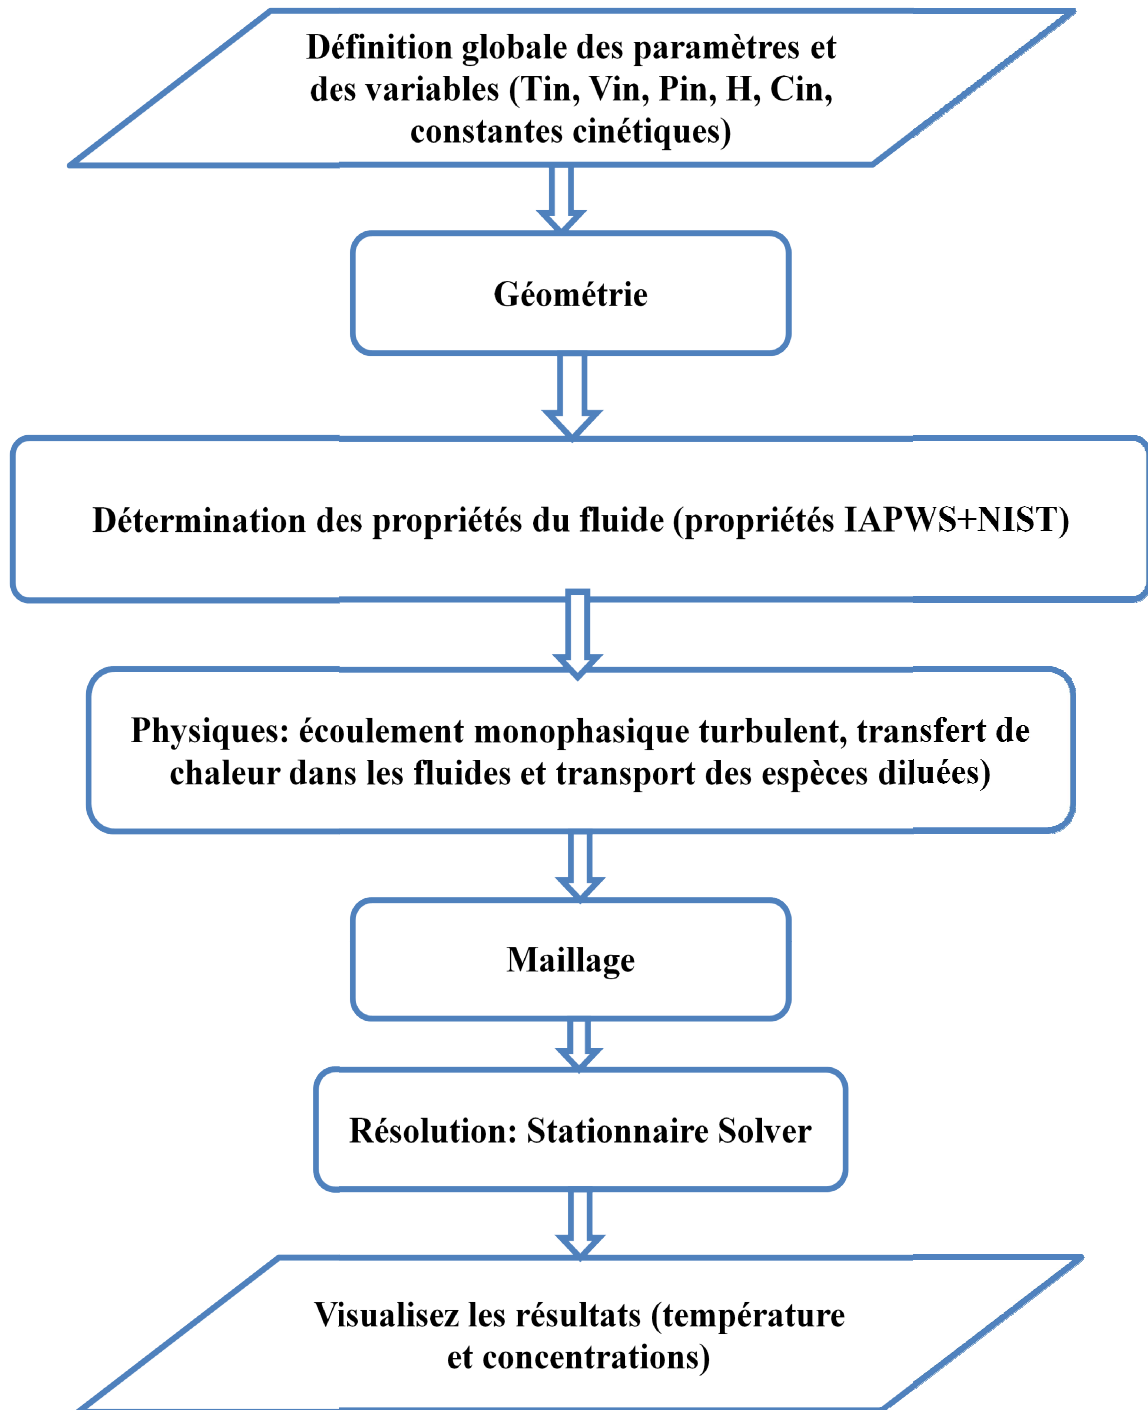 Définition globale des paramètres et
des variables (Tin, Vin, Pin, H, Cin,
constantes cinétiques)
Géométrie
Détermination des propriétés du fluide (propriétés IAPWS+NIST)
Physiques: écoulement monophasique turbulent, transfert de
chaleur dans les fluides et transport des espèces diluées)
Maillage
Résolution: Stationnaire Solver
Visualisez les résultats (température
et concentrations)